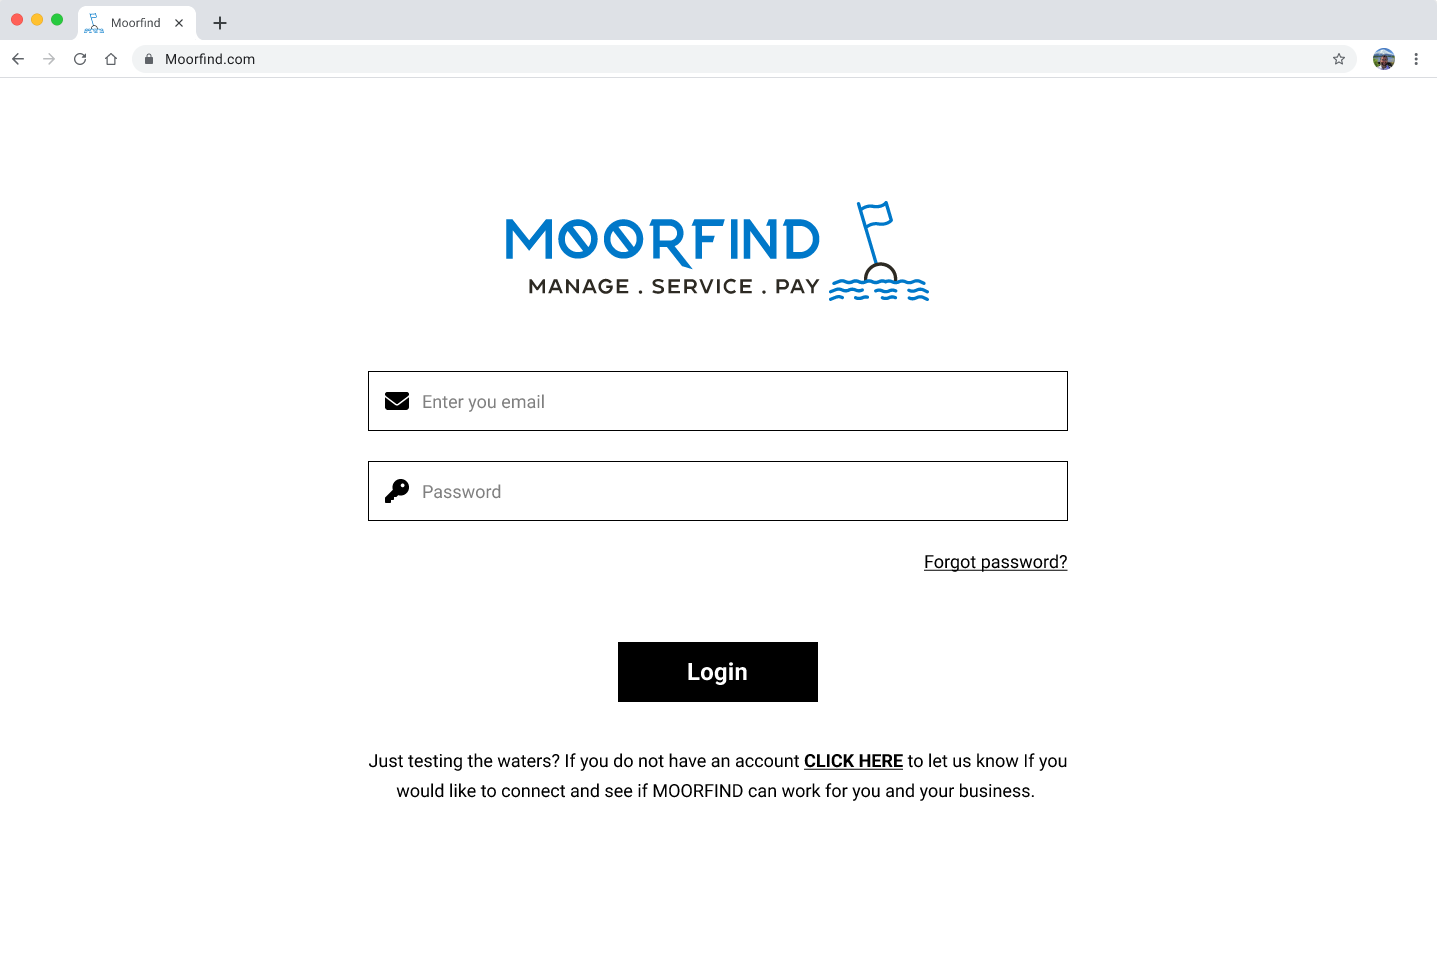 Moorfind
Moorfind.com
MOORFIND
MANAGE . SERVICE . PAY
Enter you email
Password
Forgot password?
Login
Just testing the waters? If you do not have an account CLICK HERE to let us know If you
would like to connect and see if MOORFIND can work for you and your business.